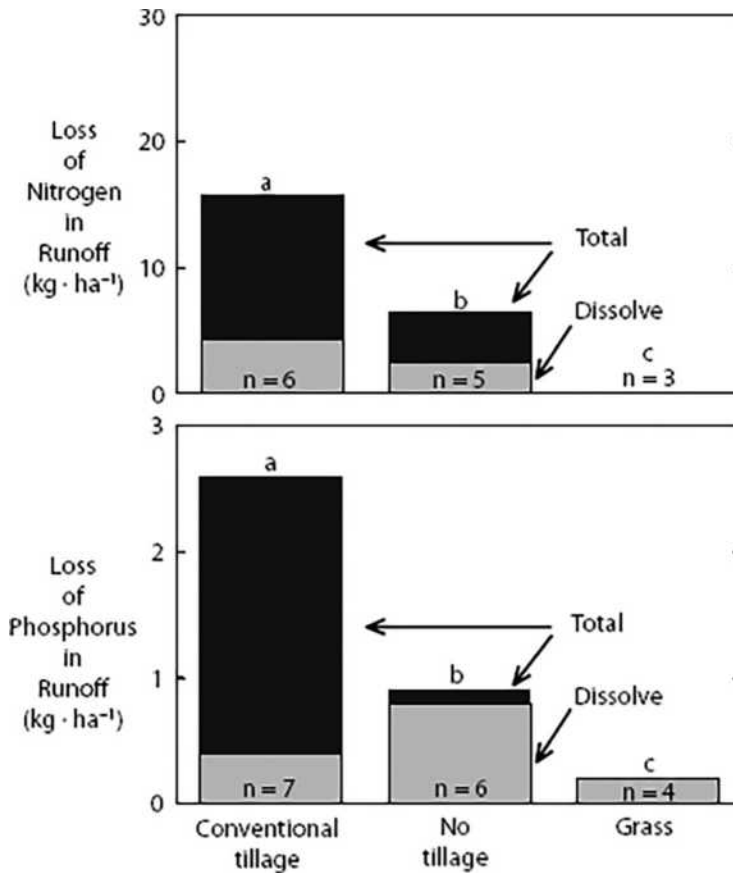 30
20
10
0
Loss
of
Nitrogen
in
Runoff
(kg · ha⁻¹)
a
b
c
Total
Dissolve
n = 6
n = 5
n = 3
3
2
1
0
Loss
of
Phosphorus
in
Runoff
(kg · ha⁻¹)
a
b
c
Total
Dissolve
n = 7
n = 6
n = 4
Conventional
tillage
No
tillage
Grass